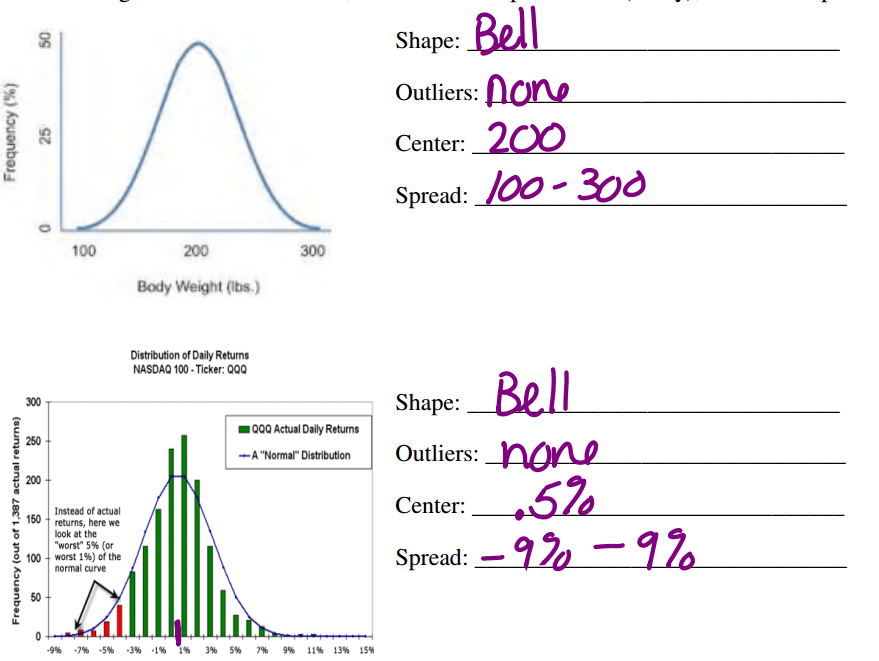 Shape: Bell
Outliers: none
Center: 200
Spread: 100 - 300
Frequency (%)
50
25
0
100 200 300
Body Weight (lbs.)
Distribution of Daily Returns
NASDAQ 100 - Ticker: QQQ
Frequency (out of 1,387 actual returns)
300
250
200
150
100
50
0
QQQ Actual Daily Returns
A "Normal" Distribution
Instead of actual
returns, here we
look at the
"worst" 5% (or
worst 1%) of the
normal curve
-9% -7% -5% -3% -1% 1% 3% 5% 7% 9% 11% 13% 15%
Shape: Bell
Outliers: none
Center: .5%
Spread: -9% - 9%